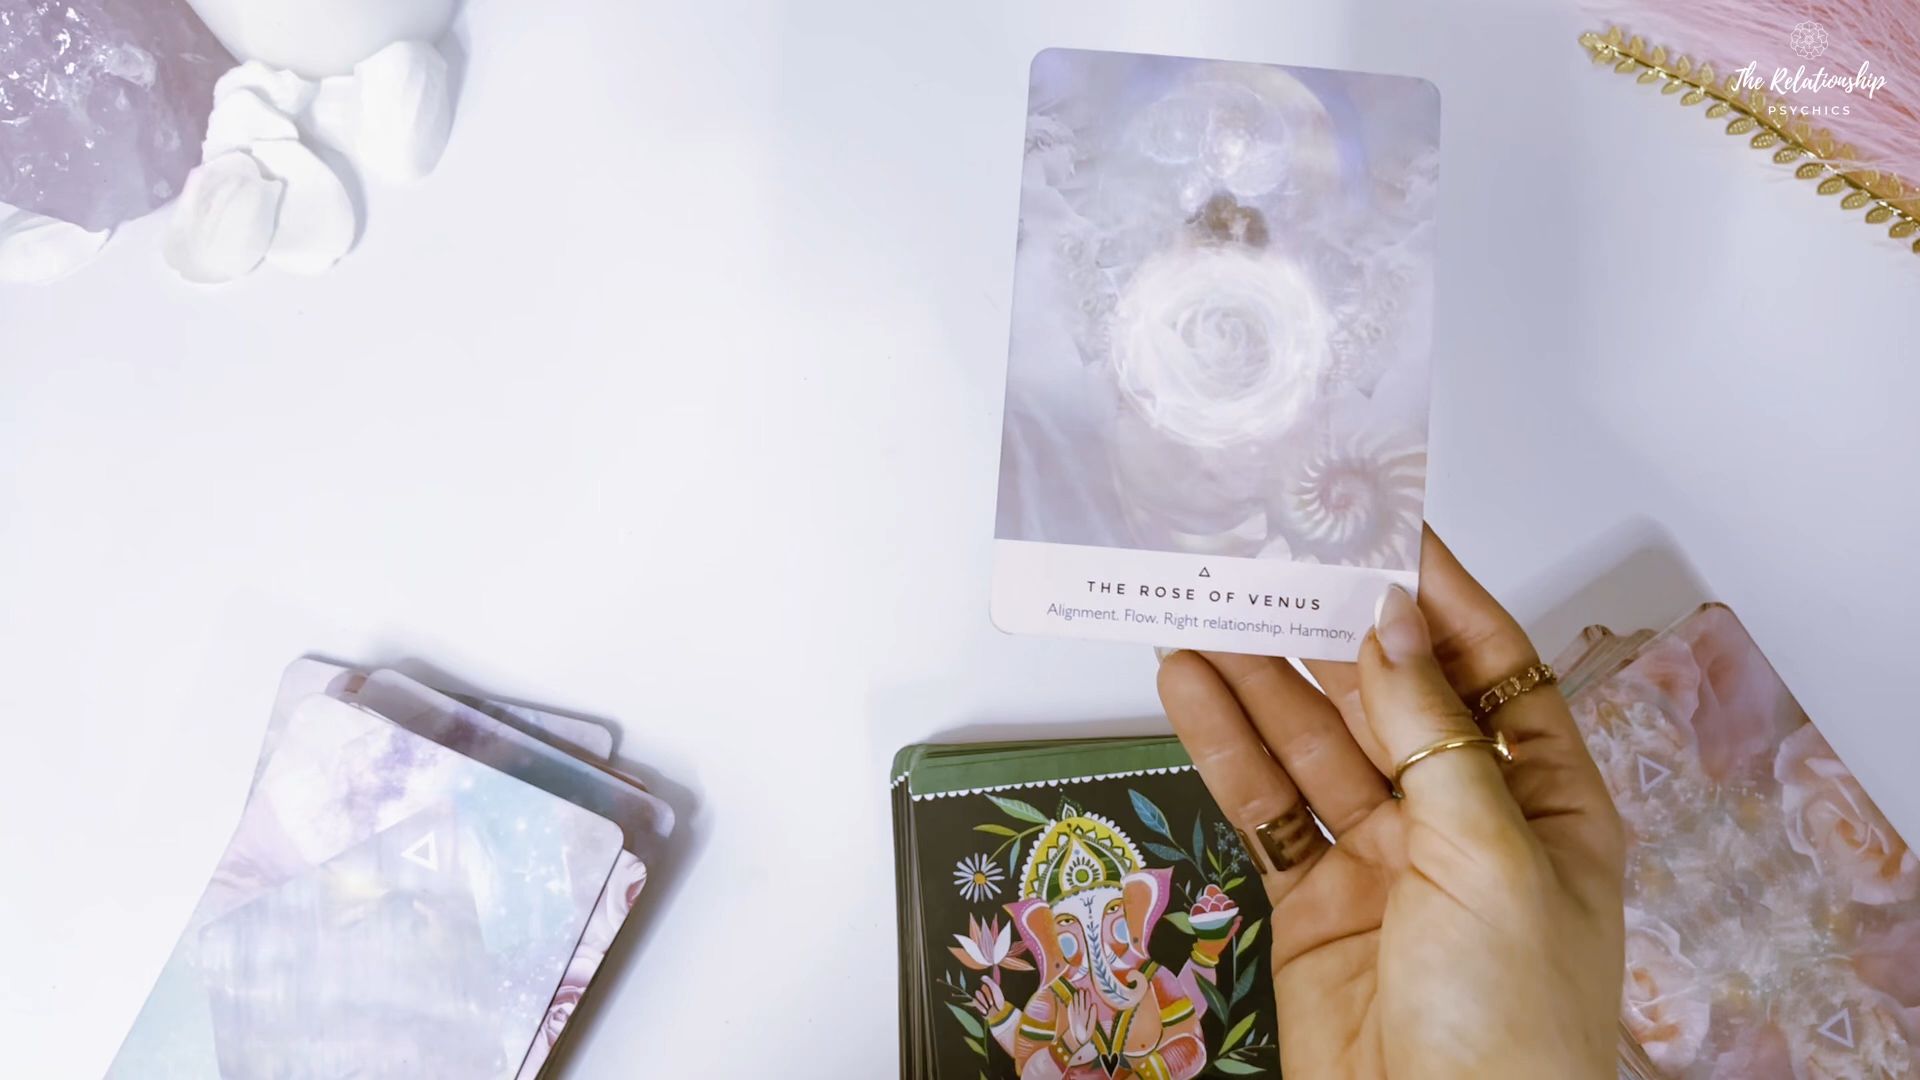 The Relationship
PSYCHICS
THE ROSE OF VENUS
Alignment. Flow. Right relationship. Harmony.